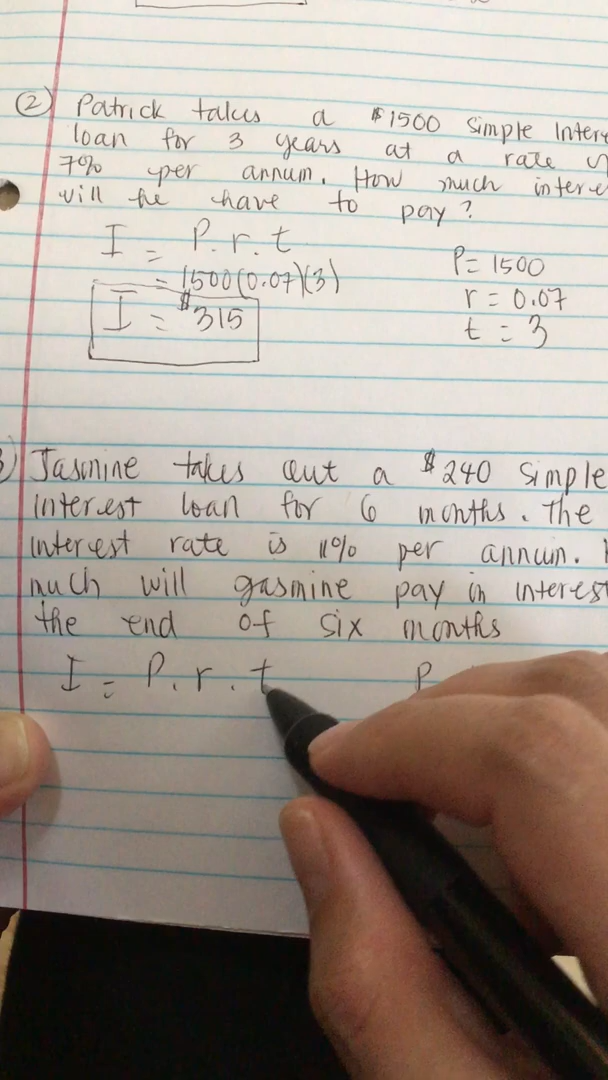 ② Patrick takes a $1500 simple
loan for 3 years at a rate
7% per annum. How much
will he have to pay?
I = P.r.t
= 1500(0.07)(3)
I = $315
P = 1500
r = 0.07
t = 3
Jasmine takes out a $240 simple
interest loan for 6 months. The
interest rate is 11% per annum.
much will gasmine pay in interest
the end of six months
I = P.r.t
P